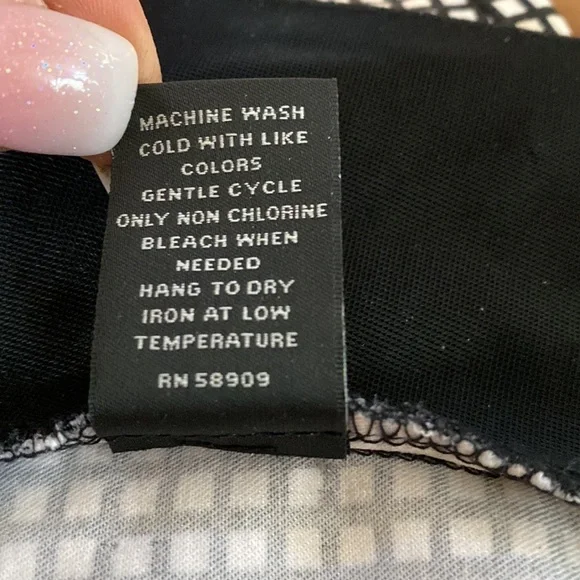 MACHINE WASH
COLD WITH LIKE
COLORS
GENTLE CYCLE
ONLY NON CHLORINE
BLEACH WHEN
NEEDED
HANG TO DRY
IRON AT LOW
TEMPERATURE
RN 58909